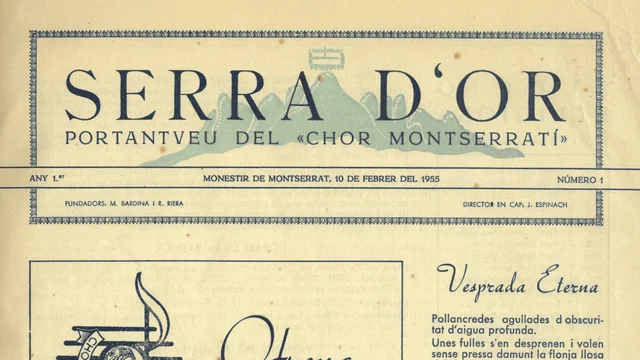 SERRA D'OR
PORTANTVEU DEL «CHOR MONTSERRATÍ»
ANY 1.er MONESTIR DE MONTSERRAT, 10 DE FEBRER DEL 1955 NÚMERO 1
FUNDADORS: M. BARDINA I R. RIERA DIRECTOR EN CAP: J. ESPINACH
Vesprada Eterna
Pollancredes agullades d'obscuri-
tat d'aigua profunda.
Unes fulles s'en desprenen i volen
sense pressa damunt la flonja llosa